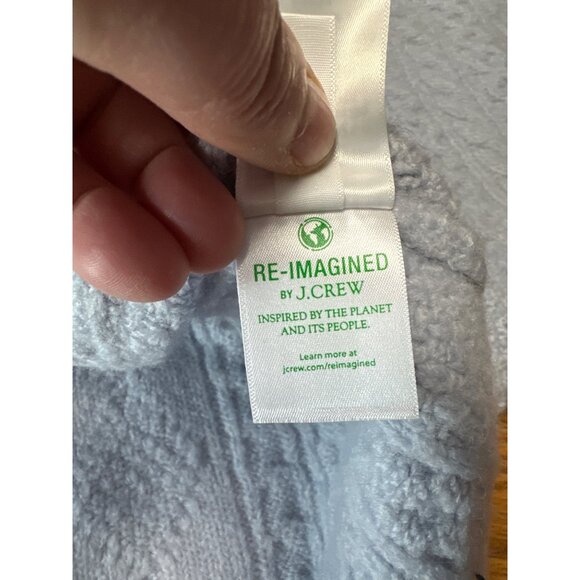 RE-IMAGINED
BY J.CREW
INSPIRED BY THE PLANET
AND ITS PEOPLE.
Learn more at
jcrew.com/reimagined